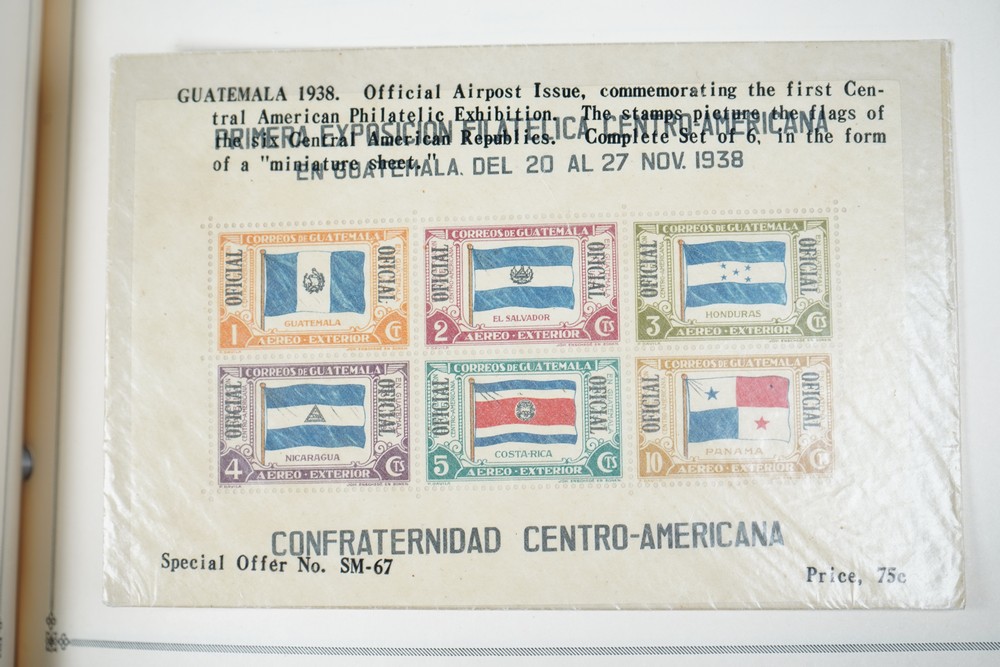 GUATEMALA 1938. Official Airpost Issue, commemorating the first Cen-
tral American Philatelic Exhibition. The stamps picture the flags of
the six Central American Republics. Complete Set of 6, in the form
of a "miniature sheet."
PRIMERA EXPOSICION FILATELICA CENTRO-AMERICANA
EN GUATEMALA. DEL 20 AL 27 NOV. 1938
CORREOS DE GUATEMALA
OFICIAL
OFICIAL
GUATEMALA
1 CT
AEREO-EXTERIOR
CORREOS DE GUATEMALA
OFICIAL
OFICIAL
EL SALVADOR
2 CTS
AEREO-EXTERIOR
CORREOS DE GUATEMALA
OFICIAL
OFICIAL
HONDURAS
3 CTS
AEREO-EXTERIOR
CORREOS DE GUATEMALA
OFICIAL
OFICIAL
NICARAGUA
4 CTS
AEREO-EXTERIOR
CORREOS DE GUATEMALA
OFICIAL
OFICIAL
COSTA-RICA
5 CTS
AEREO-EXTERIOR
CORREOS DE GUATEMALA
OFICIAL
OFICIAL
PANAMA
10
AEREO-EXTERIOR
CONFRATERNIDAD CENTRO-AMERICANA
Special Offer No. SM-67
Price, 75c